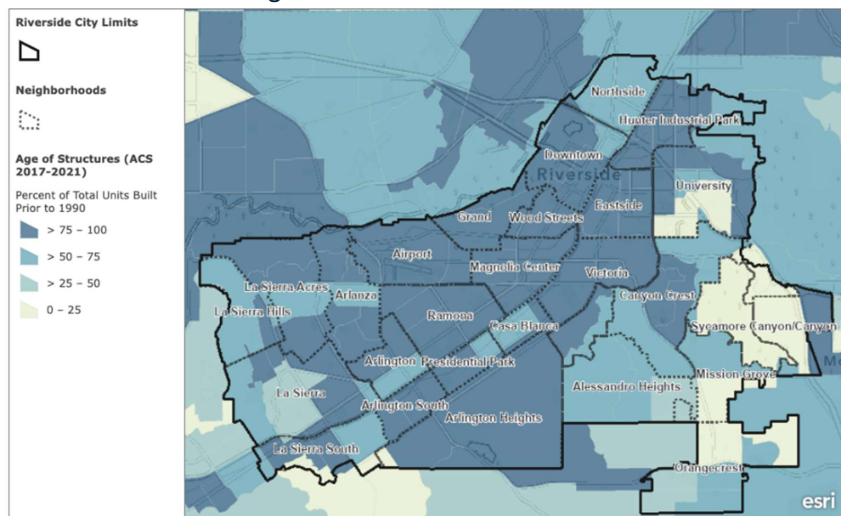 Riverside City Limits
Neighborhoods
Age of Structures (ACS
2017-2021)
Percent of Total Units Built
Prior to 1990
> 75 – 100
> 50 – 75
> 25 – 50
0 – 25
Northside
Hunter Industrial Park
Downtown
Riverside
University
Eastside
Grand
Wood Streets
Airport
Magnolia Center
Victoria
La Sierra Acres
Arlanza
Canyon Crest
La Sierra Hills
Ramona
Casa Blanca
Sycamore Canyon/Canyon
Arlington
Presidential Park
Mission Grove
Alessandro Heights
La Sierra
Arlington South
Arlington Heights
La Sierra South
Orangecrest
esri